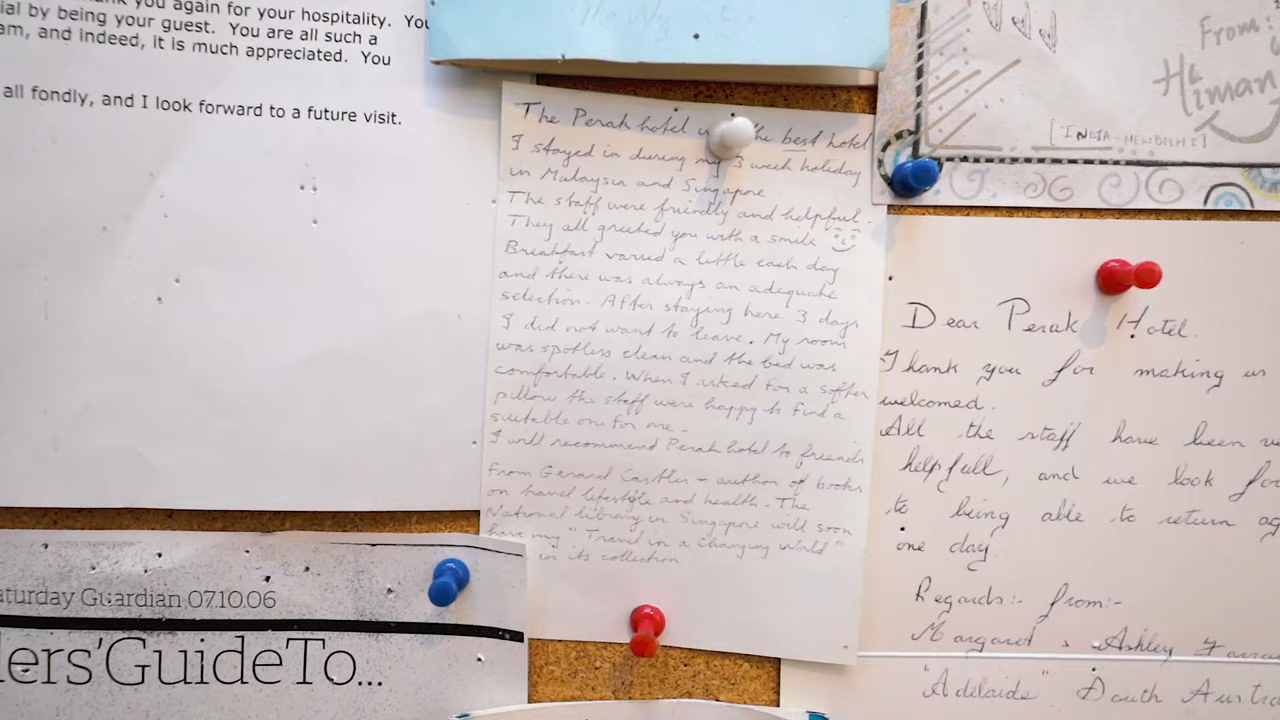 you again for your hospitality. You
ial by being your guest. You are all such a
am, and indeed, it is much appreciated. You
all fondly, and I look forward to a future visit.
aturday Guardian 07.10.06
lers'GuideTo...
The Perak hotel the best hotel
I stayed in during my 3 week holiday
in Malaysia and Singapore
The staff were friendly and helpful.
They all greeted you with a smile
Breakfast varied a little each day
and there was always an adequate
selection. After staying here 3 days
I did not want to leave. My room
was spotless clean and the bed was
comfortable. When I asked for a softer
pillow the staff were happy to find a
suitable one for me.
I will recommend Perak hotel to friends
From Gerard Castles - author of books
on travel lifestyle and health - The
National library in Singapore will soon
have my "Travel in a Changing World"
in its collection
From:
Himan
[INDIA-NEWDELHI]
Dear Perak Hotel.
Thank you for making us
welcomed.
All the staff have been ve
helpfull, and we look for
to being able to return ag
one day.
Regards:- from:-
Margaret & Ashley
"Adelaide" South Austra